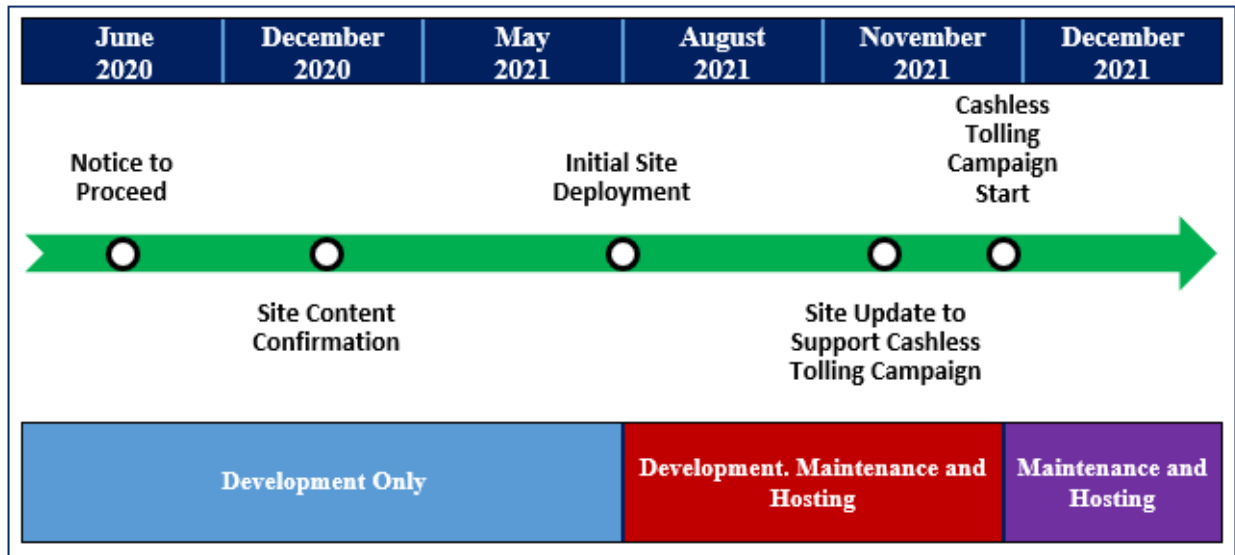 June
2020
December
2020
May
2021
August
2021
November
2021
December
2021
Notice to
Proceed
Initial Site
Deployment
Cashless
Tolling
Campaign
Start
Site Content
Confirmation
Site Update to
Support Cashless
Tolling Campaign
Development Only
Development. Maintenance and
Hosting
Maintenance and
Hosting